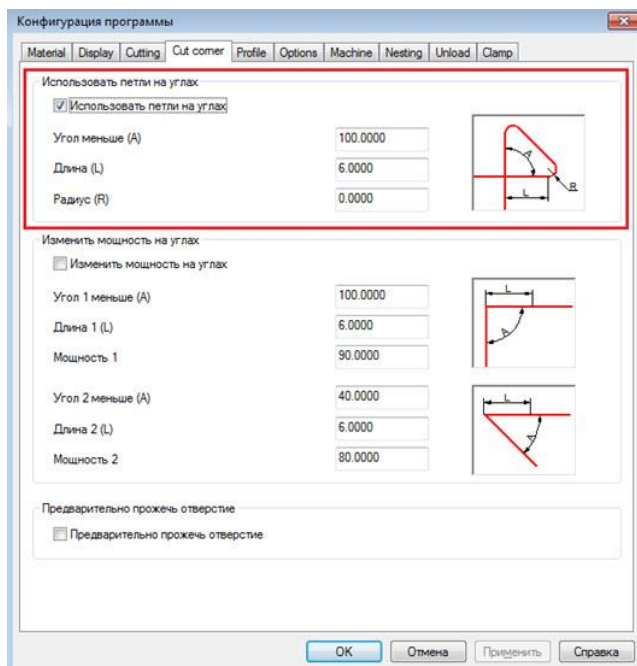 Конфигурация программы
Material Display Cutting Cut corner Profile Options Machine Nesting Unload Clamp
Использовать петли на углах
Использовать петли на углах
Угол меньше (A) 100.0000
Длина (L) 6.0000
Радиус (R) 0.0000
A
L
R
Изменить мощность на углах
Изменить мощность на углах
Угол 1 меньше (A) 100.0000
Длина 1 (L) 6.0000
Мощность 1 90.0000
L
A
Угол 2 меньше (A) 40.0000
Длина 2 (L) 6.0000
Мощность 2 80.0000
L
A
Предварительно прожечь отверстие
Предварительно прожечь отверстие
OK Отмена Применить Справка